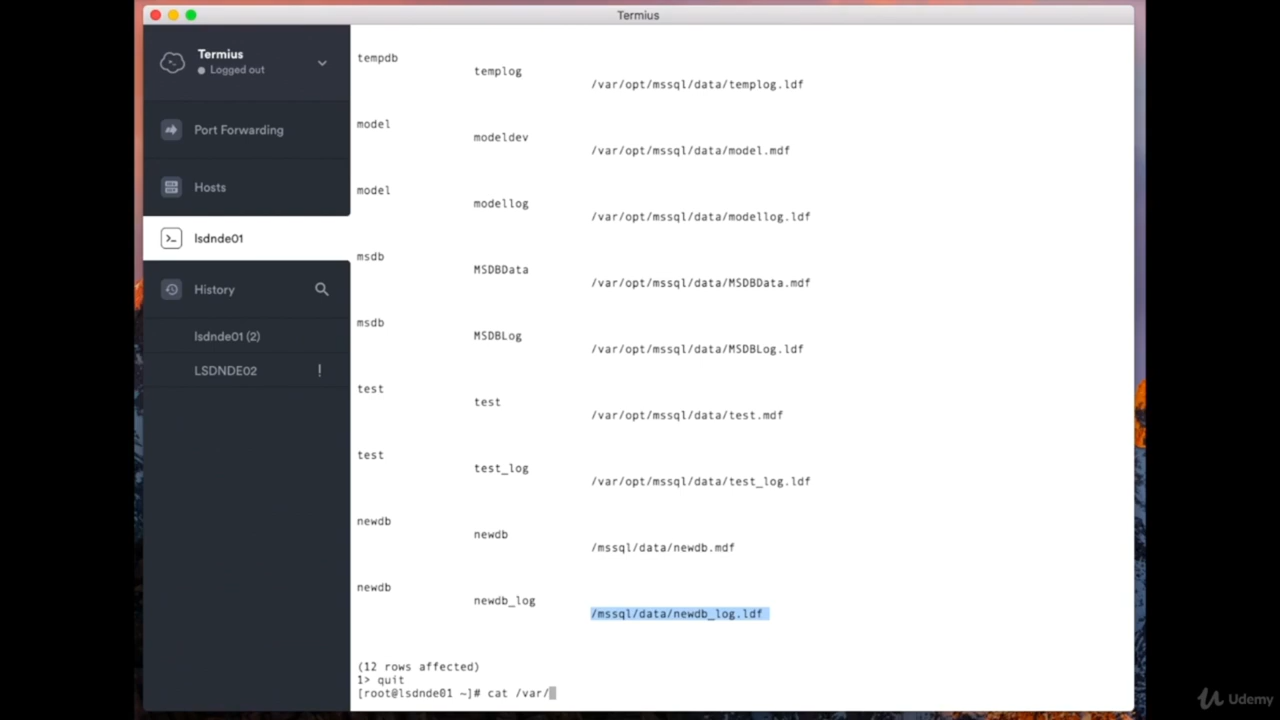 Termius
Termius
Logged out
Port Forwarding
Hosts
lsdnde01
History
lsdnde01 (2)
LSDNDE02 !
tempdb
templog
/var/opt/mssql/data/templog.ldf
model
modeldev
/var/opt/mssql/data/model.mdf
model
modellog
/var/opt/mssql/data/modellog.ldf
msdb
MSDBData
/var/opt/mssql/data/MSDBData.mdf
msdb
MSDBLog
/var/opt/mssql/data/MSDBLog.ldf
test
test
/var/opt/mssql/data/test.mdf
test
test_log
/var/opt/mssql/data/test_log.ldf
newdb
newdb
/mssql/data/newdb.mdf
newdb
newdb_log
/mssql/data/newdb_log.ldf
(12 rows affected)
1> quit
[root@lsdnde01 ~]# cat /var/
Udemy